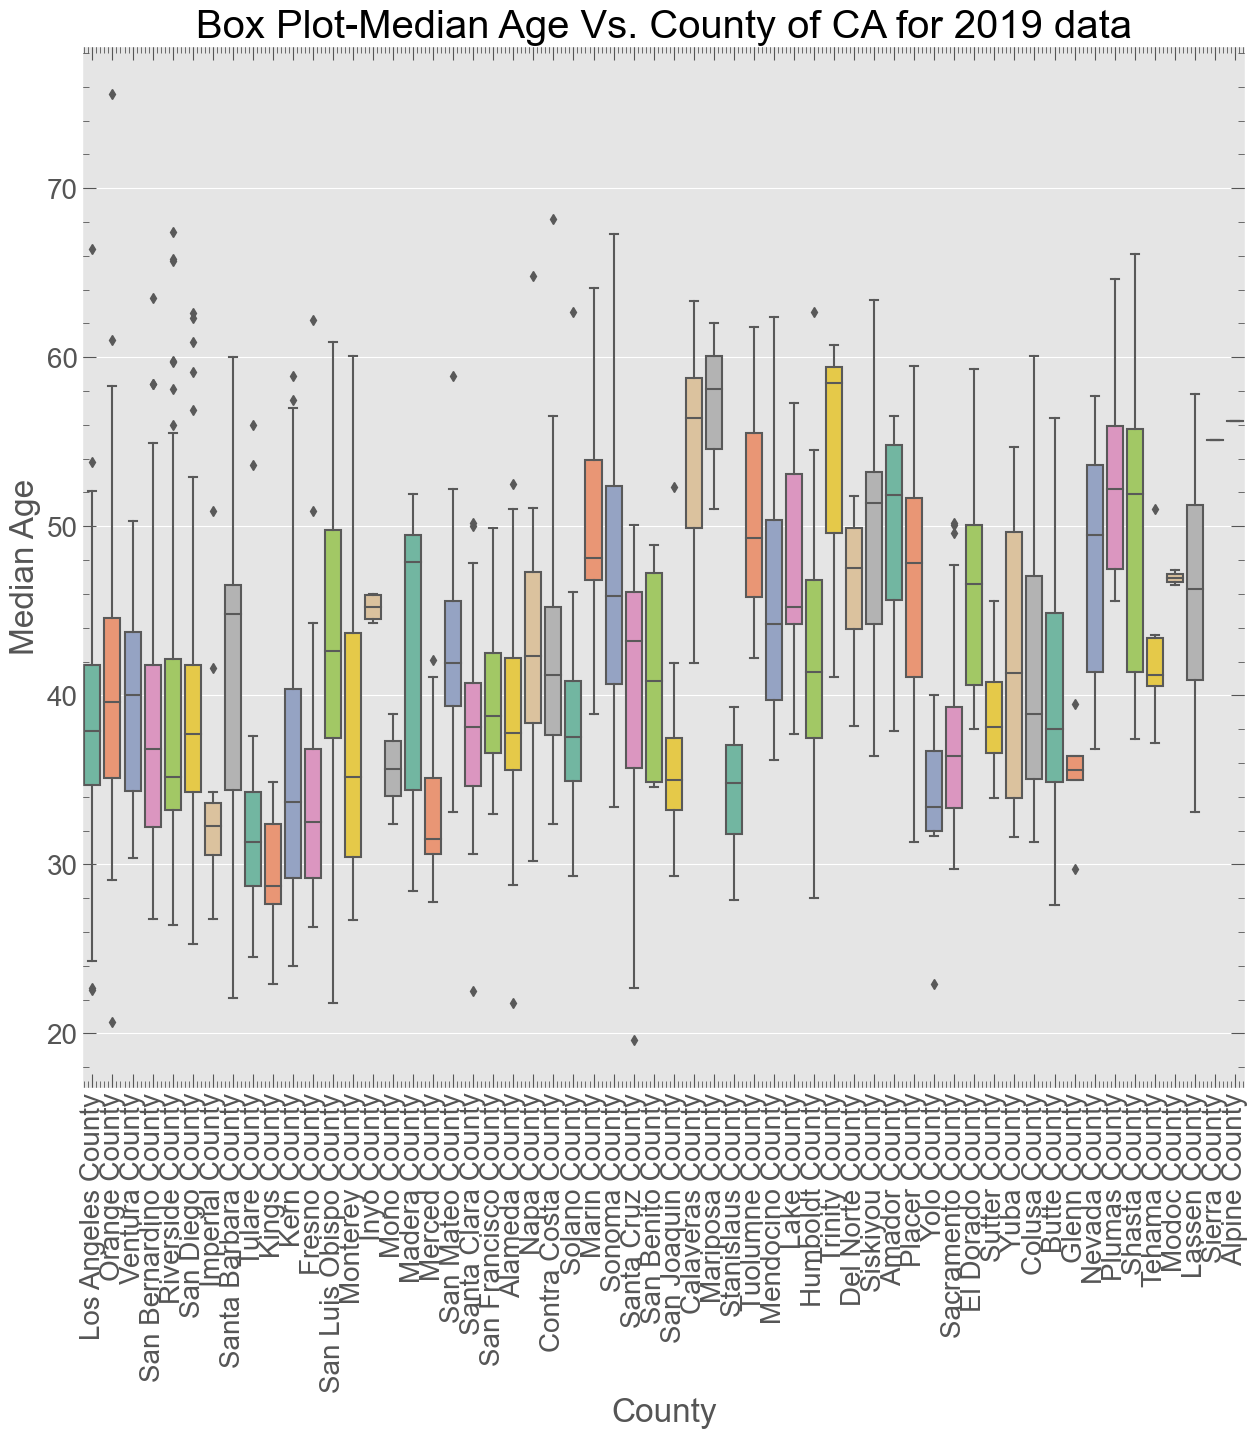 Box Plot-Median Age Vs. County of CA for 2019 data
Median Age
70
60
50
40
30
20
Los Angeles County
Orange County
Ventura County
San Bernardino County
Riverside County
San Diego County
Imperial County
Santa Barbara County
Tulare County
Kings County
Kern County
Fresno County
San Luis Obispo County
Monterey County
Inyo County
Mono County
Madera County
Merced County
San Mateo County
Santa Clara County
San Francisco County
Alameda County
Napa County
Contra Costa County
Solano County
Marin County
Sonoma County
Santa Cruz County
San Benito County
San Joaquin County
Calaveras County
Mariposa County
Stanislaus County
Tuolumne County
Mendocino County
Lake County
Humboldt County
Trinity County
Del Norte County
Siskiyou County
Amador County
Placer County
Yolo County
Sacramento County
El Dorado County
Sutter County
Yuba County
Colusa County
Butte County
Glenn County
Nevada County
Plumas County
Shasta County
Tehama County
Modoc County
Lassen County
Sierra County
Alpine County
County